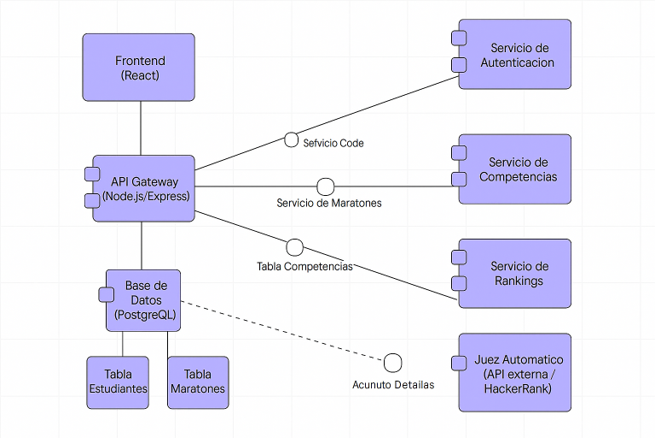 Frontend
(React)
Servicio de
Autenticacion
Sefvicio Code
API Gateway
(Node.js/Express)
Servicio de
Competencias
Servicio de Maratones
Tabla Competencias
Servicio de
Rankings
Base de
Datos
(PostgreQL)
Tabla
Estudiantes
Tabla
Maratones
Acunuto Detailas
Juez Automatico
(API externa /
HackerRank)